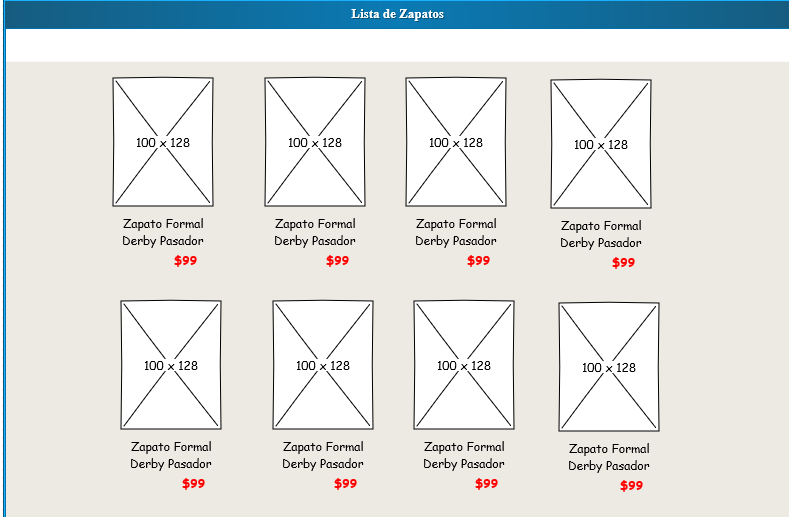 Lista de Zapatos
100 x 128
100 x 128
100 x 128
100 x 128
Zapato Formal
Derby Pasador
$99
Zapato Formal
Derby Pasador
$99
Zapato Formal
Derby Pasador
$99
Zapato Formal
Derby Pasador
$99
100 x 128
100 x 128
100 x 128
100 x 128
Zapato Formal
Derby Pasador
$99
Zapato Formal
Derby Pasador
$99
Zapato Formal
Derby Pasador
$99
Zapato Formal
Derby Pasador
$99